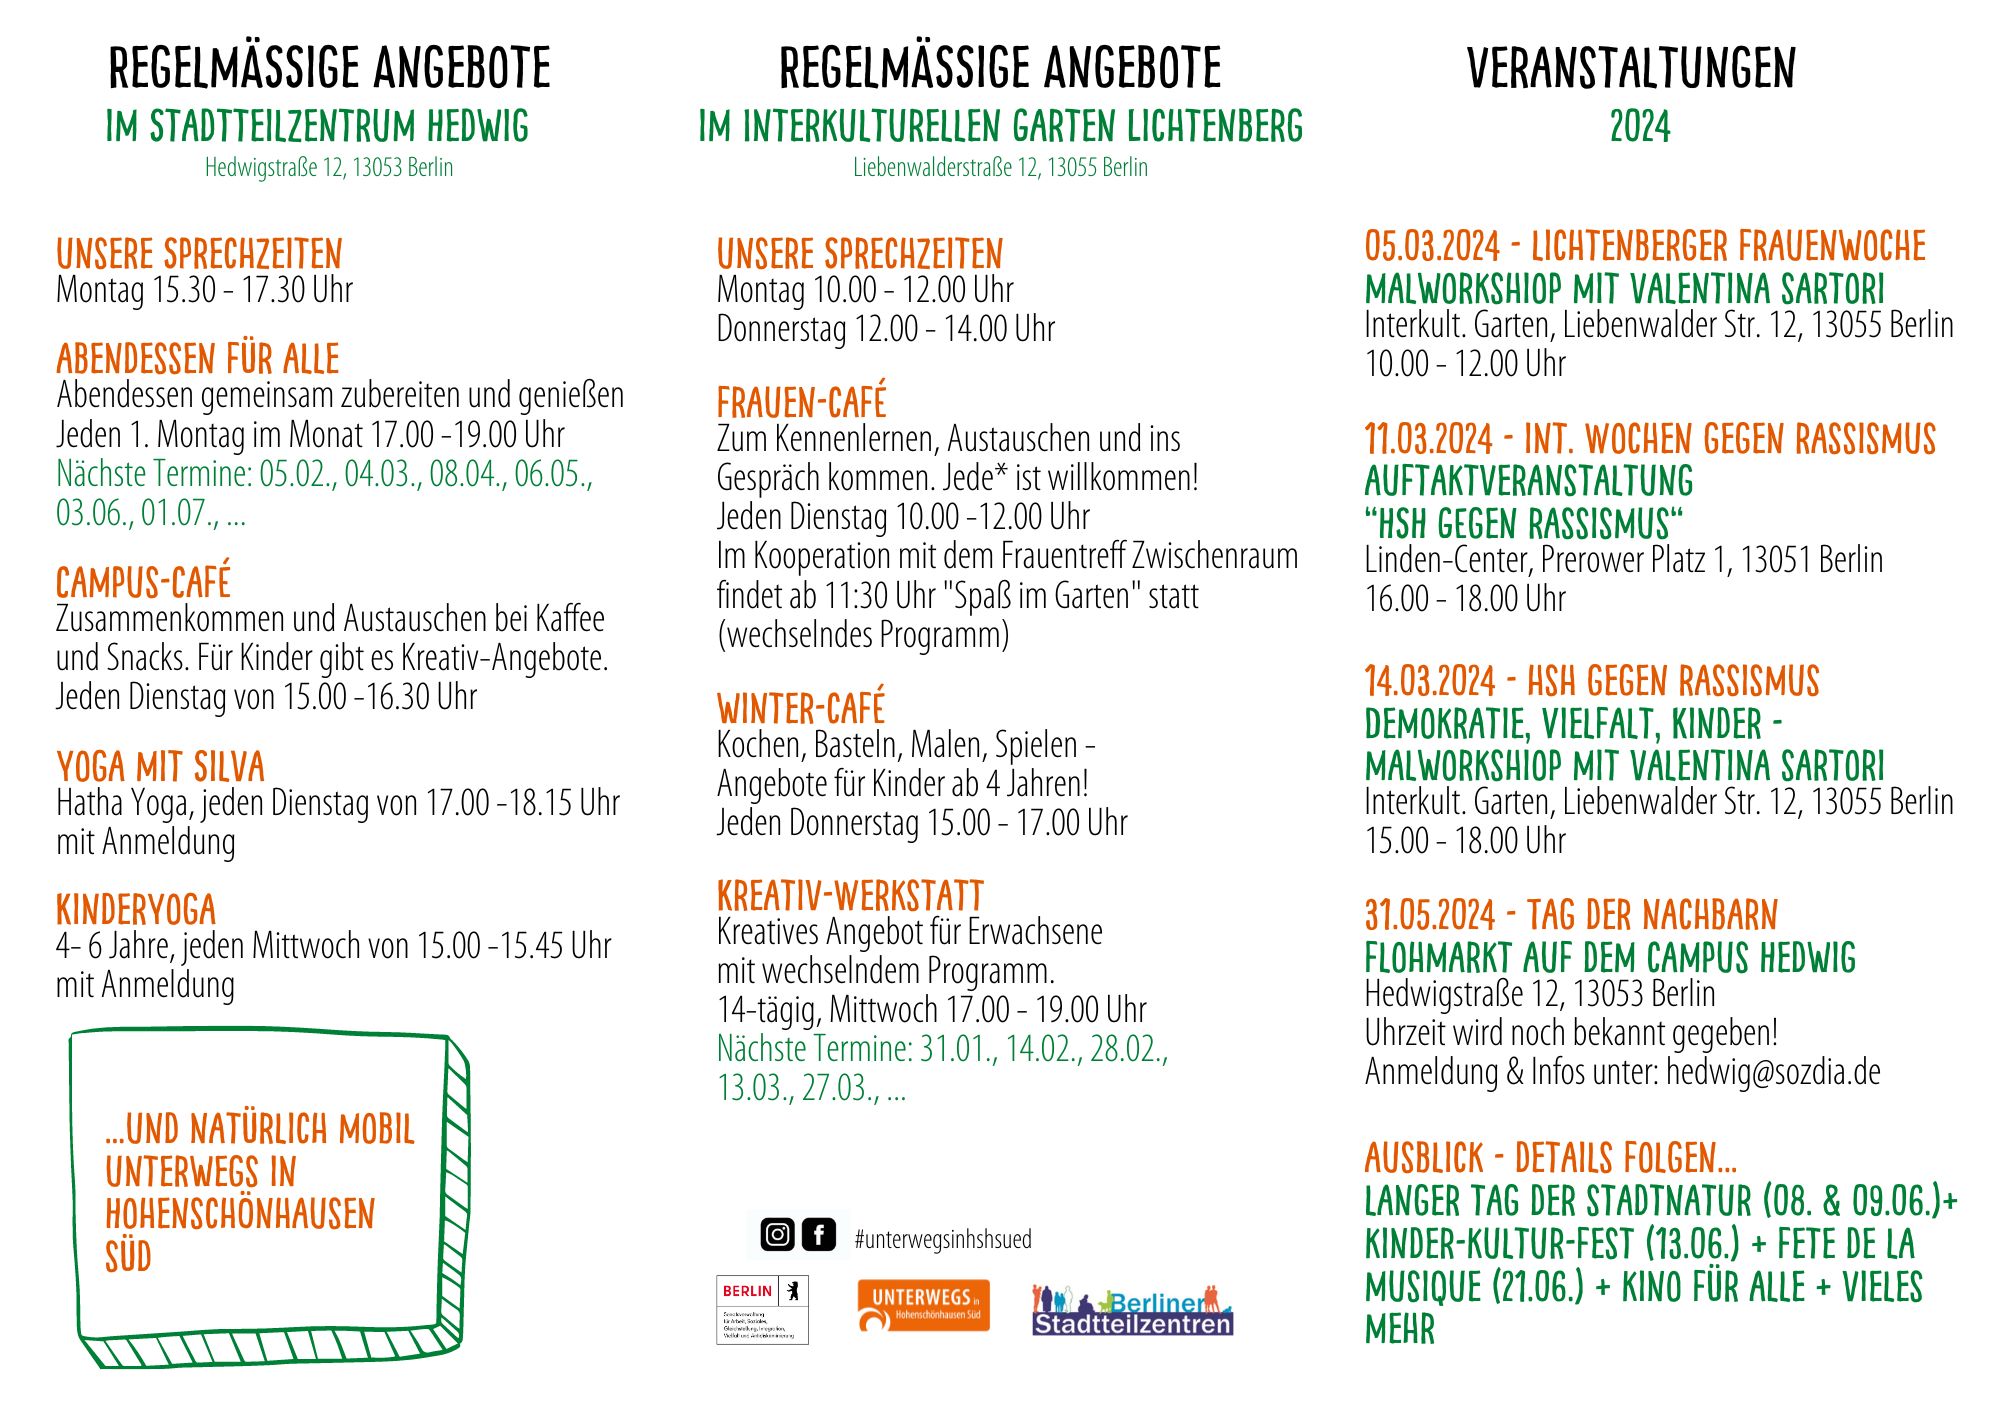 REGELMÄSSIGE ANGEBOTE
IM STADTTEILZENTRUM HEDWIG
Hedwigstraße 12, 13053 Berlin
UNSERE SPRECHZEITEN
Montag 15.30 - 17.30 Uhr
ABENDESSEN FÜR ALLE
Abendessen gemeinsam zubereiten und genießen
Jeden 1. Montag im Monat 17.00 -19.00 Uhr
Nächste Termine: 05.02., 04.03., 08.04., 06.05.,
03.06., 01.07., ...
CAMPUS-CAFÉ
Zusammenkommen und Austauschen bei Kaffee
und Snacks. Für Kinder gibt es Kreativ-Angebote.
Jeden Dienstag von 15.00 -16.30 Uhr
YOGA MIT SILVA
Hatha Yoga, jeden Dienstag von 17.00 -18.15 Uhr
mit Anmeldung
KINDERYOGA
4- 6 Jahre, jeden Mittwoch von 15.00 -15.45 Uhr
mit Anmeldung
...UND NATÜRLICH MOBIL
UNTERWEGS IN
HOHENSCHÖNHAUSEN
SÜD
REGELMÄSSIGE ANGEBOTE
IM INTERKULTURELLEN GARTEN LICHTENBERG
Liebenwalderstraße 12, 13055 Berlin
UNSERE SPRECHZEITEN
Montag 10.00 - 12.00 Uhr
Donnerstag 12.00 - 14.00 Uhr
FRAUEN-CAFÉ
Zum Kennenlernen, Austauschen und ins
Gespräch kommen. Jede* ist willkommen!
Jeden Dienstag 10.00 -12.00 Uhr
Im Kooperation mit dem Frauentreff Zwischenraum
findet ab 11:30 Uhr "Spaß im Garten" statt
(wechselndes Programm)
WINTER-CAFÉ
Kochen, Basteln, Malen, Spielen -
Angebote für Kinder ab 4 Jahren!
Jeden Donnerstag 15.00 - 17.00 Uhr
KREATIV-WERKSTATT
Kreatives Angebot für Erwachsene
mit wechselndem Programm.
14-tägig, Mittwoch 17.00 - 19.00 Uhr
Nächste Termine: 31.01., 14.02., 28.02.,
13.03., 27.03., ...
#unterwegsinhshsued
BERLIN
Senatsverwaltung
für Arbeit, Soziales,
Gleichstellung, Integration,
Vielfalt und Antidiskriminierung
UNTERWEGS in
Hohenschönhausen Süd
Berliner
Stadtteilzentren
VERANSTALTUNGEN
2024
05.03.2024 - LICHTENBERGER FRAUENWOCHE
MALWORKSHIOP MIT VALENTINA SARTORI
Interkult. Garten, Liebenwalder Str. 12, 13055 Berlin
10.00 - 12.00 Uhr
11.03.2024 - INT. WOCHEN GEGEN RASSISMUS
AUFTAKTVERANSTALTUNG
“HSH GEGEN RASSISMUS“
Linden-Center, Prerower Platz 1, 13051 Berlin
16.00 - 18.00 Uhr
14.03.2024 - HSH GEGEN RASSISMUS
DEMOKRATIE, VIELFALT, KINDER -
MALWORKSHIOP MIT VALENTINA SARTORI
Interkult. Garten, Liebenwalder Str. 12, 13055 Berlin
15.00 - 18.00 Uhr
31.05.2024 - TAG DER NACHBARN
FLOHMARKT AUF DEM CAMPUS HEDWIG
Hedwigstraße 12, 13053 Berlin
Uhrzeit wird noch bekannt gegeben!
Anmeldung & Infos unter: hedwig@sozdia.de
AUSBLICK - DETAILS FOLGEN...
LANGER TAG DER STADTNATUR (08. & 09.06.)+
KINDER-KULTUR-FEST (13.06.) + FETE DE LA
MUSIQUE (21.06.) + KINO FÜR ALLE + VIELES
MEHR